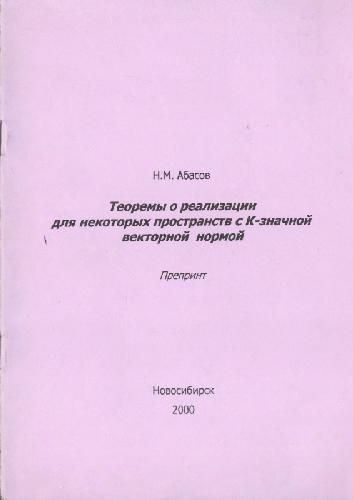 Н.М. Абасов
Теоремы о реализации
для некоторых пространств с К-значной
векторной нормой
Препринт
Новосибирск
2000